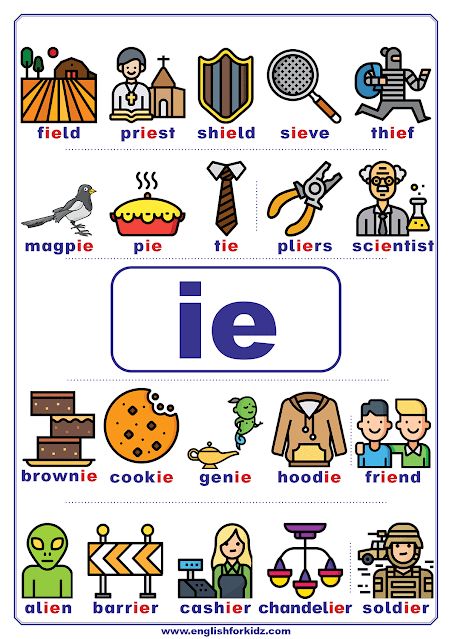 field priest shield sieve thief
magpie pie tie pliers scientist
ie
brownie cookie genie hoodie friend
alien barrier cashier chandelier soldier
www.englishforkidz.com